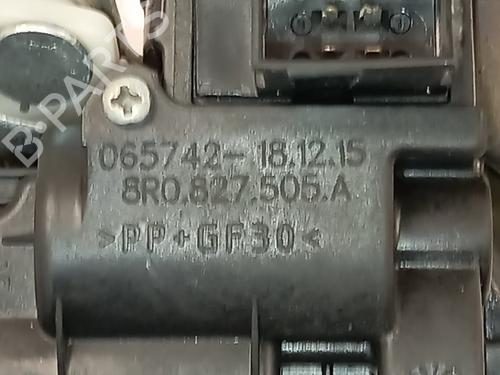 B-PARTS
065742- 18.12.15
8R0.827.505.A
>PP+GF30<